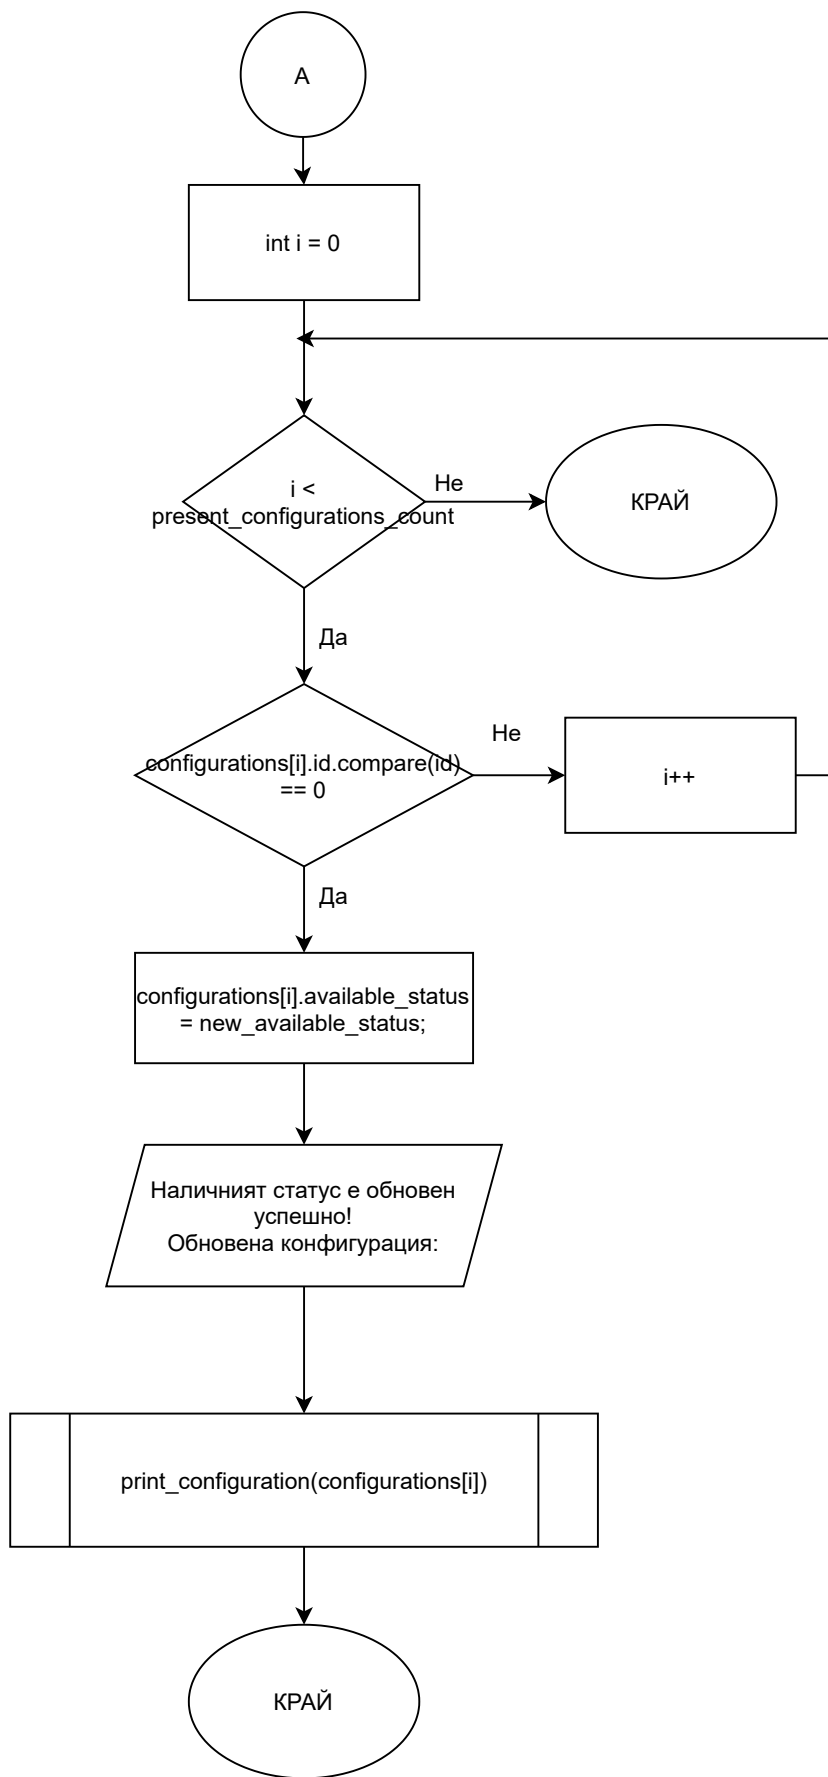 A
int i = 0
i <
present_configurations_count
Не
КРАЙ
Да
configurations[i].id.compare(id)
== 0
Не
i++
Да
configurations[i].available_status
= new_available_status;
Наличният статус е обновен
успешно!
Обновена конфигурация:
print_configuration(configurations[i])
КРАЙ